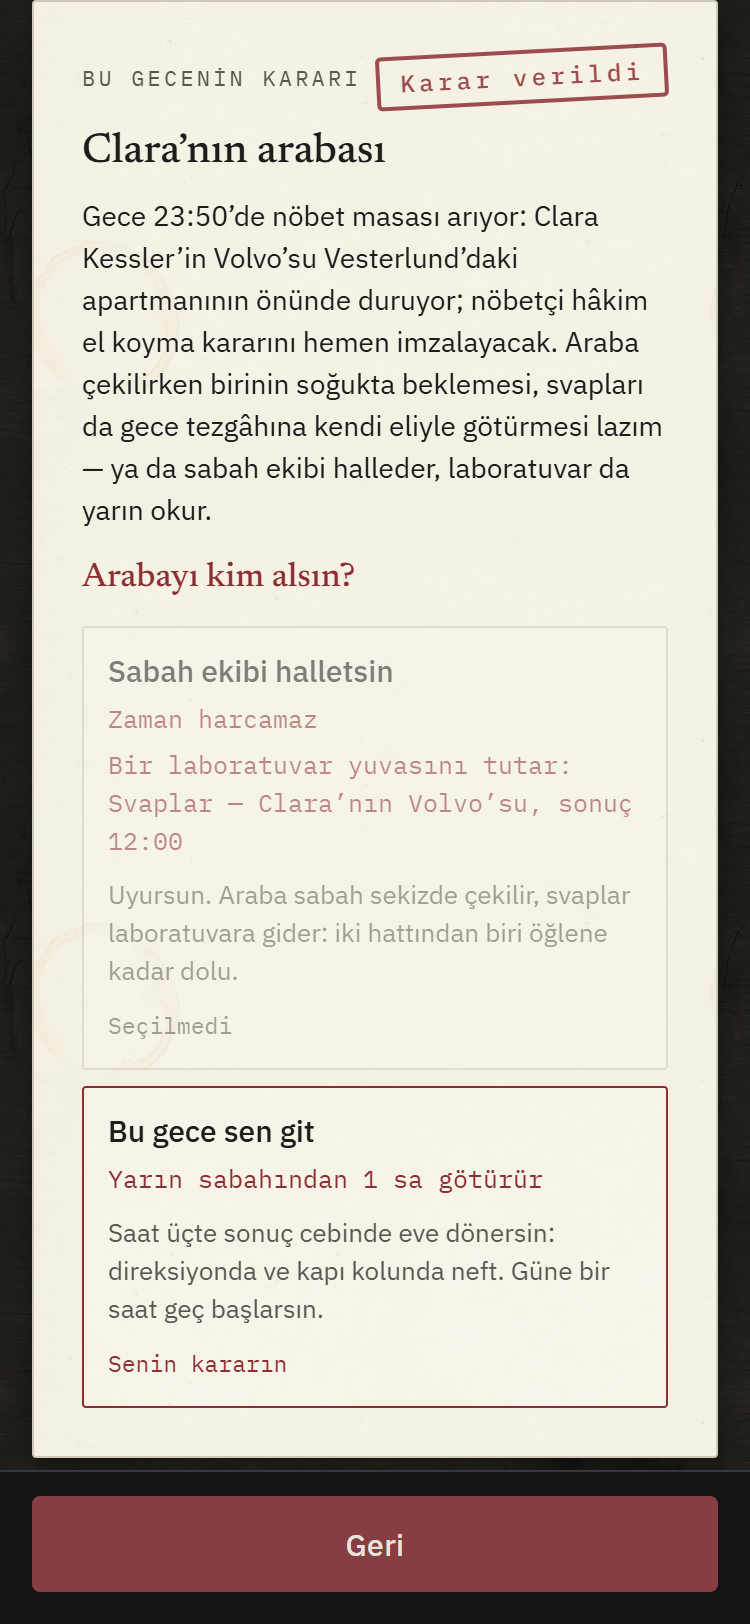 BU GECENİN KARARI
Karar verildi
Clara’nın arabası
Gece 23:50’de nöbet masası arıyor: Clara
Kessler’in Volvo’su Vesterlund’daki
apartmanının önünde duruyor; nöbetçi hâkim
el koyma kararını hemen imzalayacak. Araba
çekilirken birinin soğukta beklemesi, svapları
da gece tezgâhına kendi eliyle götürmesi lazım
— ya da sabah ekibi halleder, laboratuvar da
yarın okur.
Arabayı kim alsın?
Sabah ekibi halletsin
Zaman harcamaz
Bir laboratuvar yuvasını tutar:
Svaplar — Clara’nın Volvo’su, sonuç
12:00
Uyursun. Araba sabah sekizde çekilir, svaplar
laboratuvara gider: iki hattından biri öğlene
kadar dolu.
Seçilmedi
Bu gece sen git
Yarın sabahından 1 sa götürür
Saat üçte sonuç cebinde eve dönersin:
direksiyonda ve kapı kolunda neft. Güne bir
saat geç başlarsın.
Senin kararın
Geri